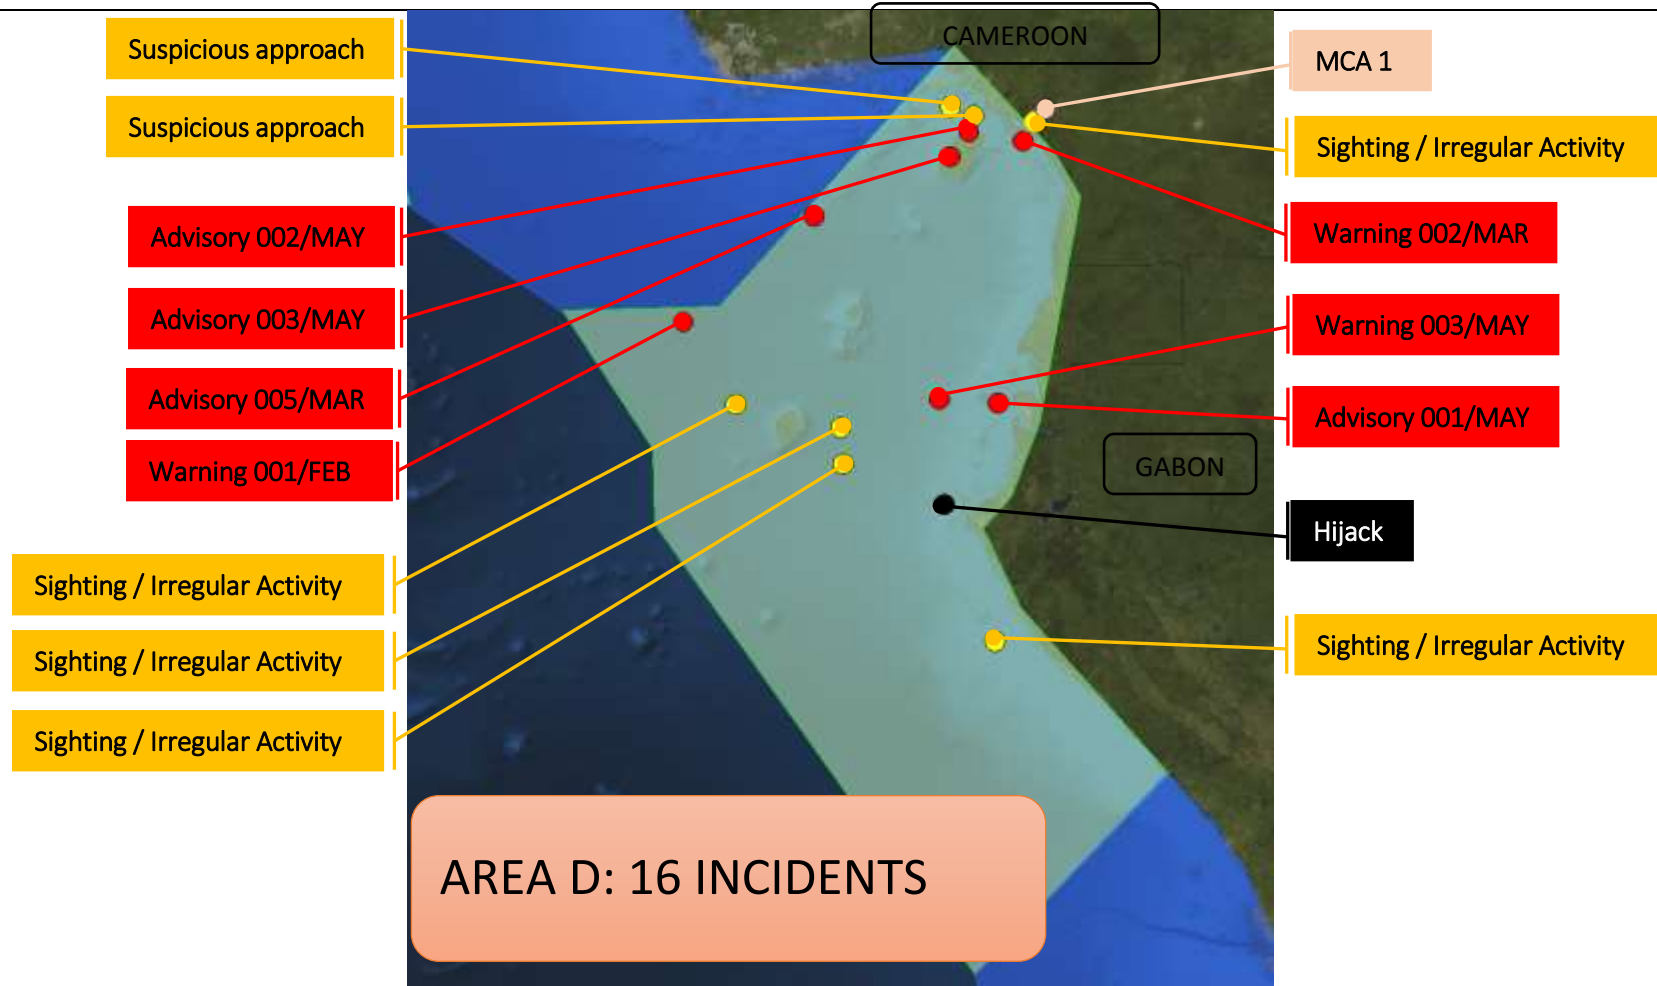 CAMEROON
Suspicious approach
MCA 1
Suspicious approach
Sighting / Irregular Activity
Advisory 002/MAY
Warning 002/MAR
Advisory 003/MAY
Warning 003/MAY
Advisory 005/MAR
Advisory 001/MAY
Warning 001/FEB
GABON
Hijack
Sighting / Irregular Activity
Sighting / Irregular Activity
Sighting / Irregular Activity
Sighting / Irregular Activity
AREA D: 16 INCIDENTS